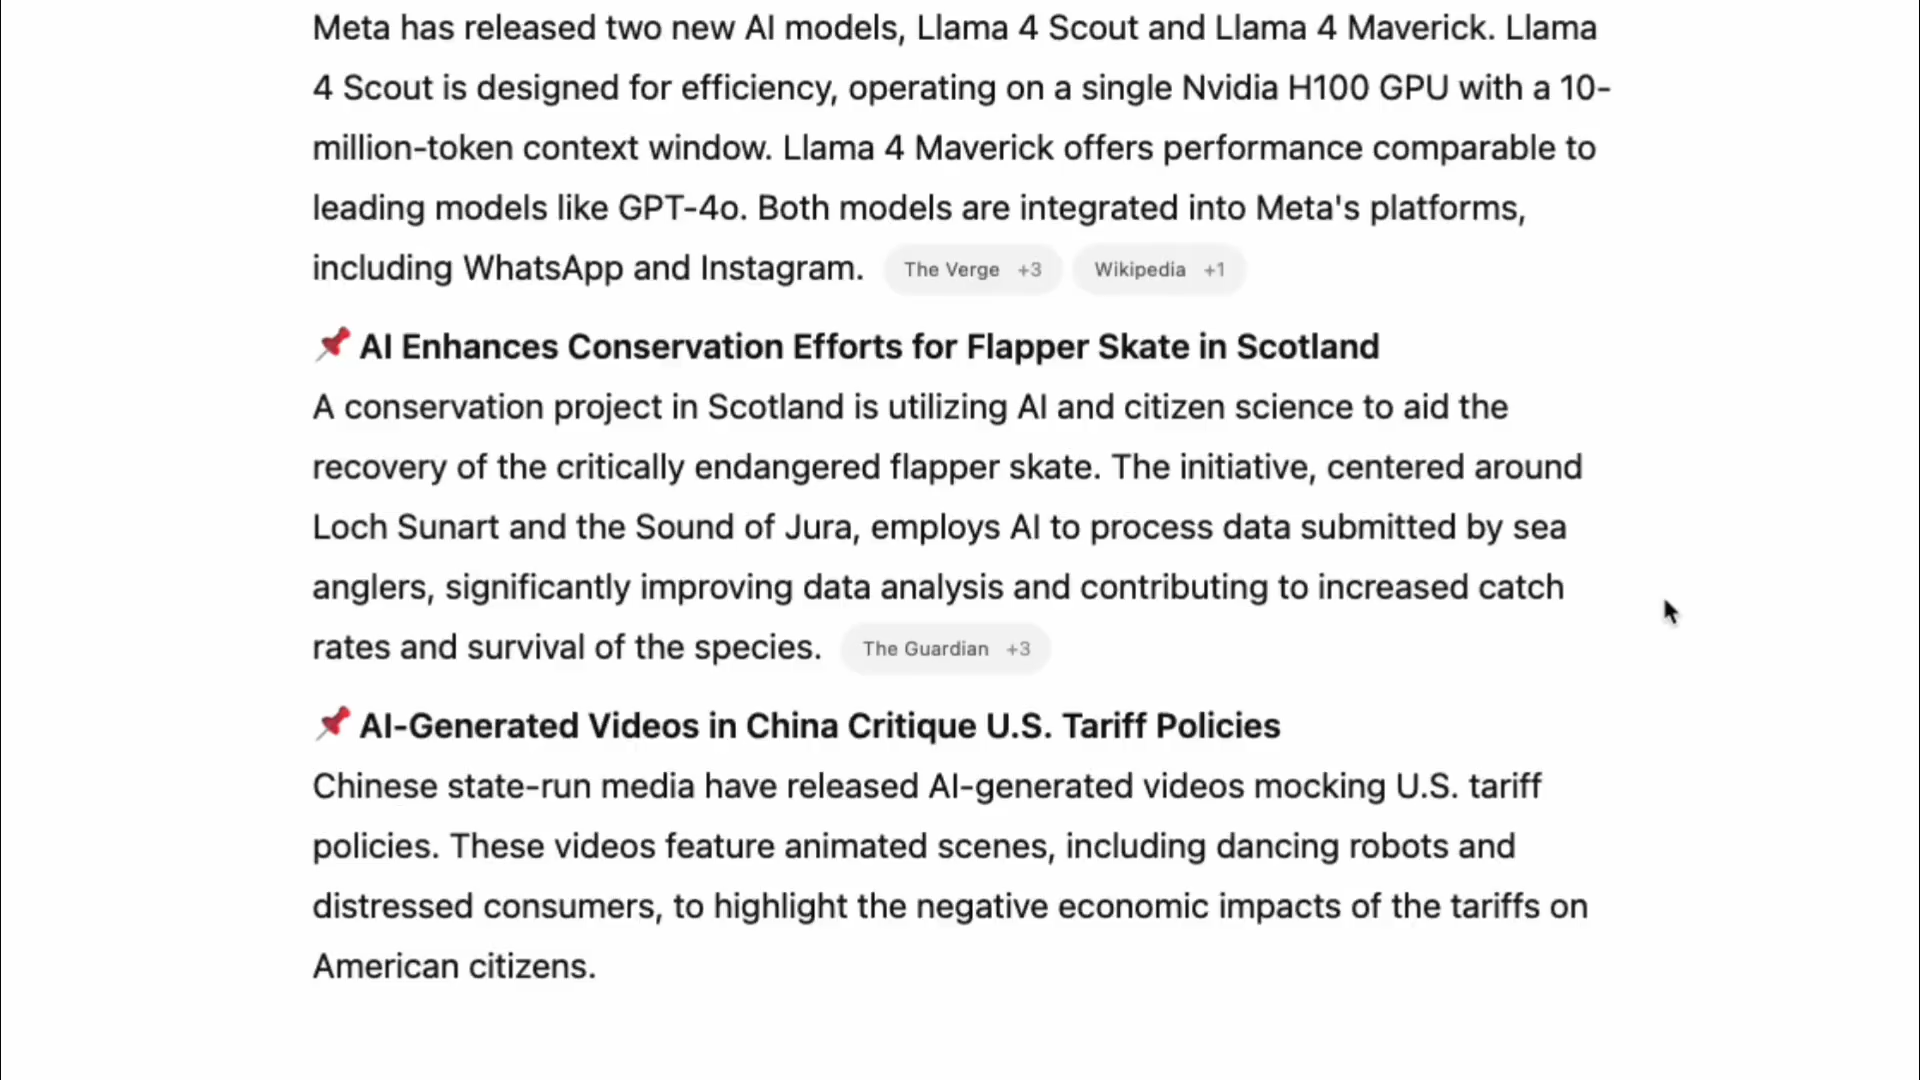 Meta has released two new AI models, Llama 4 Scout and Llama 4 Maverick. Llama
4 Scout is designed for efficiency, operating on a single Nvidia H100 GPU with a 10-
million-token context window. Llama 4 Maverick offers performance comparable to
leading models like GPT-4o. Both models are integrated into Meta's platforms,
including WhatsApp and Instagram. The Verge +3 Wikipedia +1
📌 AI Enhances Conservation Efforts for Flapper Skate in Scotland
A conservation project in Scotland is utilizing AI and citizen science to aid the
recovery of the critically endangered flapper skate. The initiative, centered around
Loch Sunart and the Sound of Jura, employs AI to process data submitted by sea
anglers, significantly improving data analysis and contributing to increased catch
rates and survival of the species. The Guardian +3
📌 AI-Generated Videos in China Critique U.S. Tariff Policies
Chinese state-run media have released AI-generated videos mocking U.S. tariff
policies. These videos feature animated scenes, including dancing robots and
distressed consumers, to highlight the negative economic impacts of the tariffs on
American citizens.